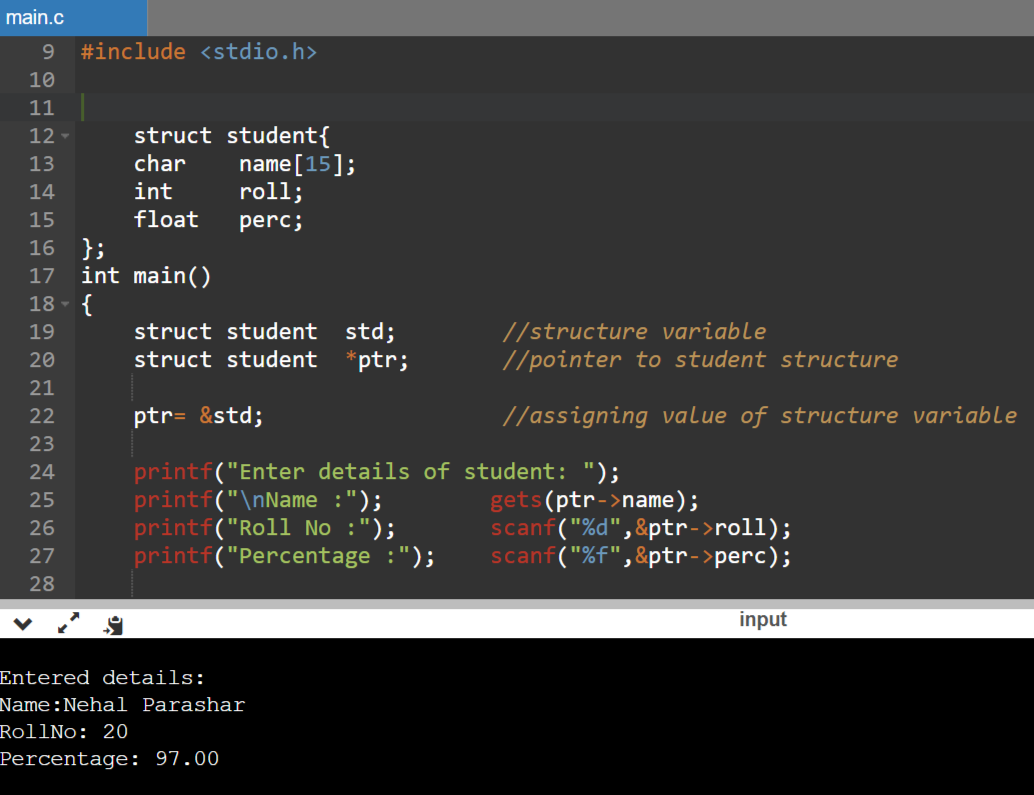 main.c
9 #include <stdio.h>
10
11
12 struct student{
13 char name[15];
14 int roll;
15 float perc;
16 };
17 int main()
18 {
19 struct student std; //structure variable
20 struct student *ptr; //pointer to student structure
21
22 ptr= &std; //assigning value of structure variable
23
24 printf("Enter details of student: ");
25 printf("\nName :"); gets(ptr->name);
26 printf("Roll No :"); scanf("%d",&ptr->roll);
27 printf("Percentage :"); scanf("%f",&ptr->perc);
28
input
Entered details:
Name:Nehal Parashar
RollNo: 20
Percentage: 97.00